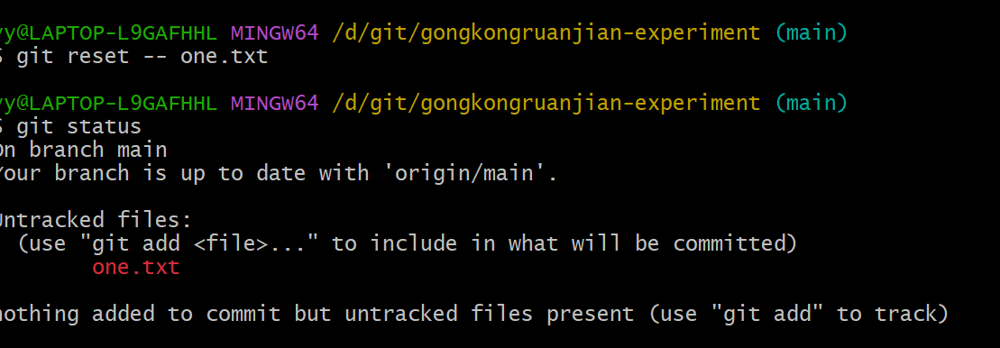 y@LAPTOP-L9GAFHHL MINGW64 /d/git/gongkongruanjian-experiment (main)
$ git reset -- one.txt
y@LAPTOP-L9GAFHHL MINGW64 /d/git/gongkongruanjian-experiment (main)
$ git status
On branch main
Your branch is up to date with 'origin/main'.
Untracked files:
  (use "git add <file>..." to include in what will be committed)
        one.txt
nothing added to commit but untracked files present (use "git add" to track)